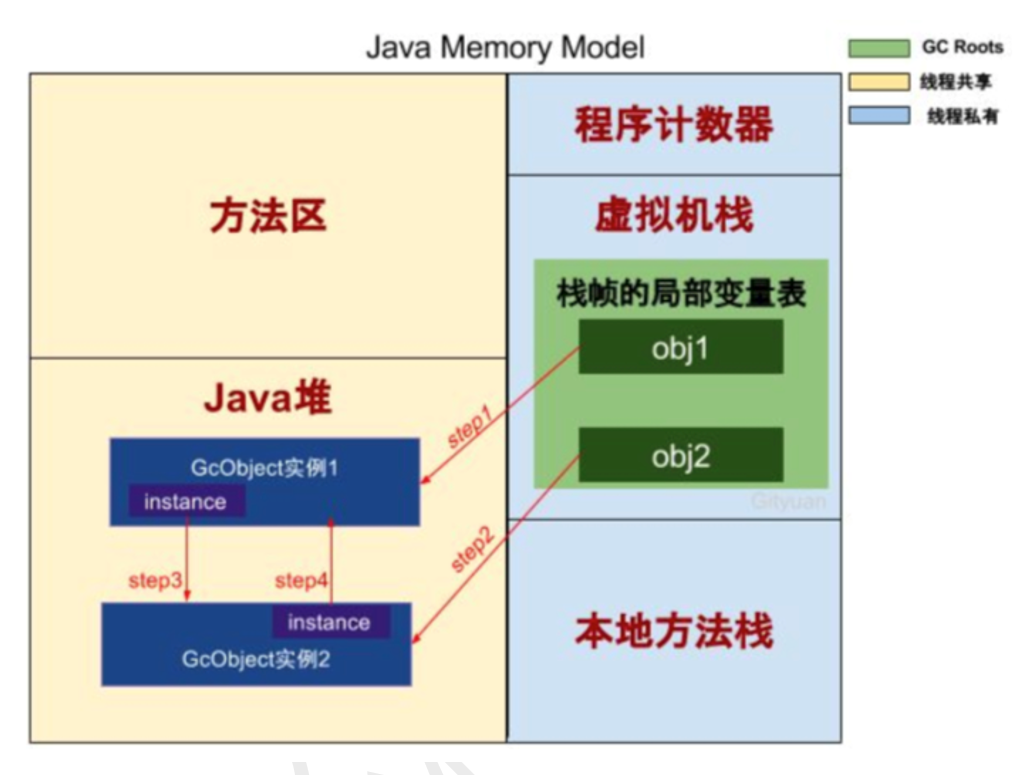 Java Memory Model
GC Roots
线程共享
线程私有
方法区
程序计数器
虚拟机栈
栈帧的局部变量表
obj1
obj2
Gityuan
Java堆
GcObject实例1
instance
step1
step2
step3
step4
instance
GcObject实例2
本地方法栈